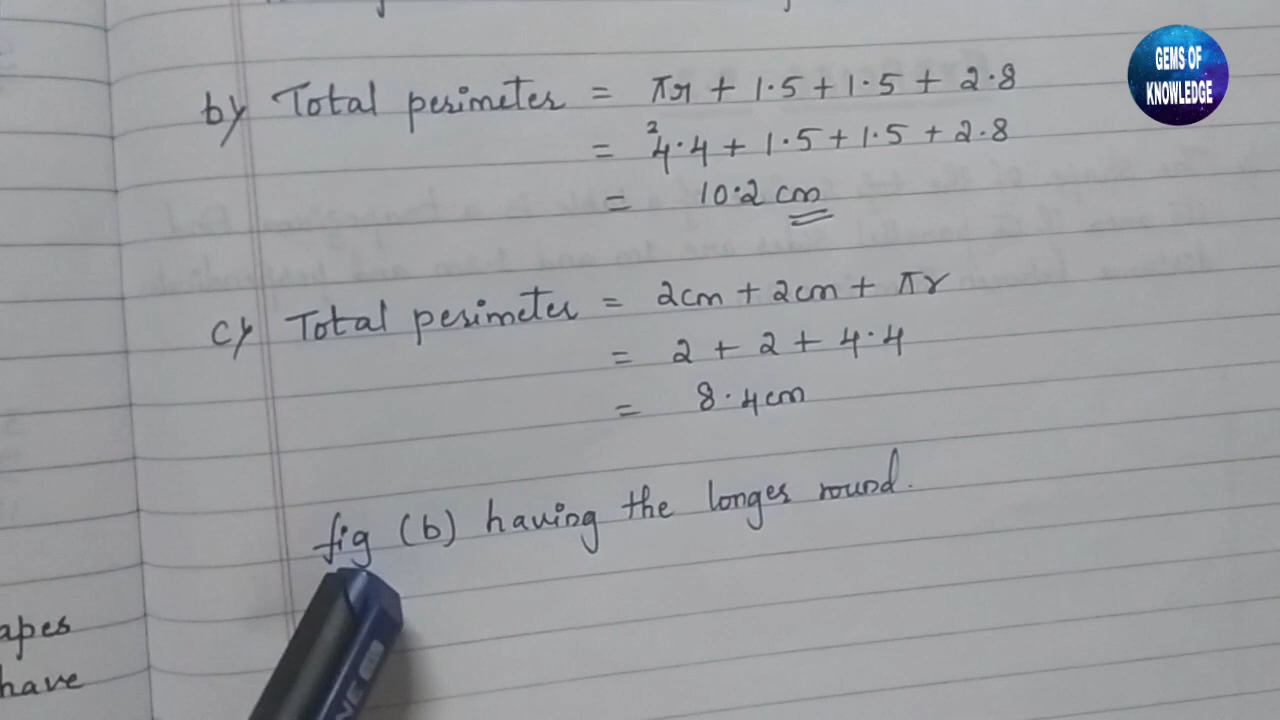 GEMS OF
KNOWLEDGE
b) Total perimeter = πr + 1.5 + 1.5 + 2.8
= 4.4 + 1.5 + 1.5 + 2.8
= 10.2 cm
c) Total perimeter = 2cm + 2cm + πr
= 2 + 2 + 4.4
= 8.4cm
fig (b) having the longes round.
apes
have